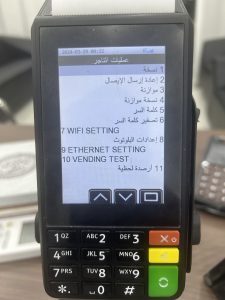 عمليات التاجر
1 نسخة
2 إعادة إرسال الإيصال
3 موازنة
4 نسخة موازنة
5 كلمة السر
6 تصفير كلمة السر
7 WIFI SETTING
8 إعدادات البلوتوث
9 ETHERNET SETTING
10 VENDING TEST
11 أرصدة لحظية
1 QZ
ABC 2
DEF 3
GHI 4
JKL 5
MNO 6
7 PRS
TUV 8
WXY 9
*,
0
#